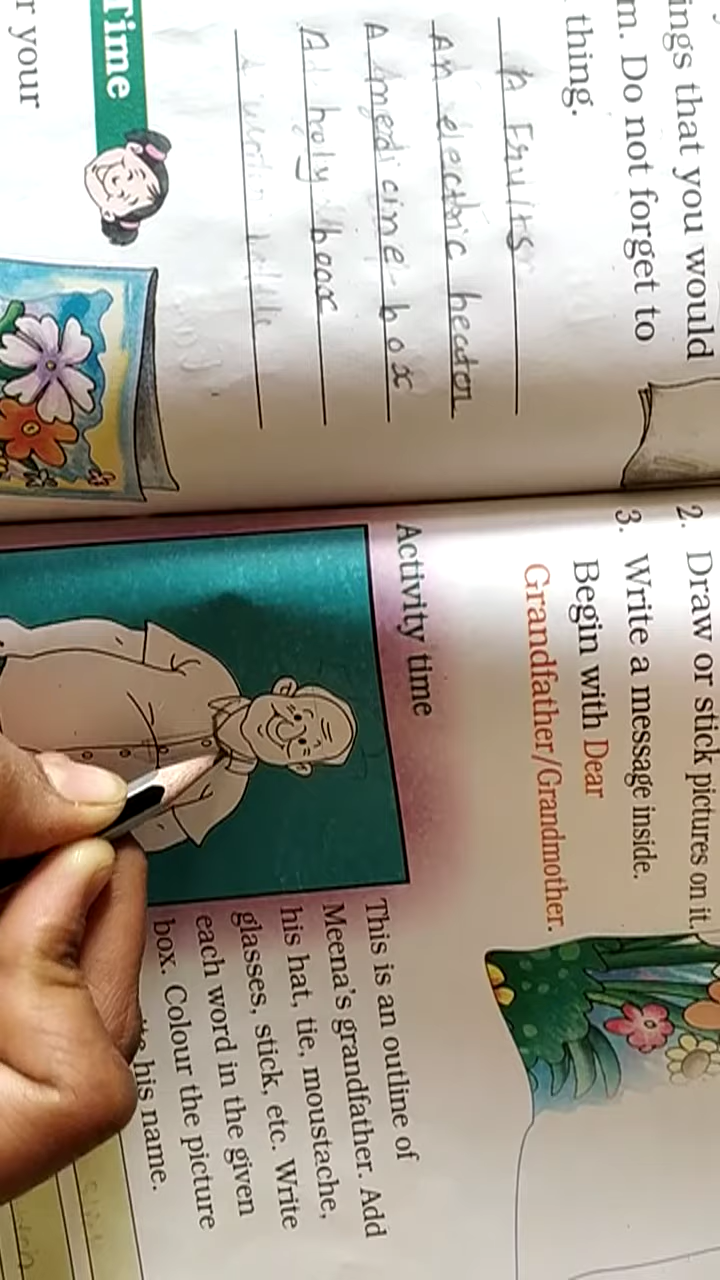 ings that you would
m. Do not forget to
thing.
A Fruits
An electric heator
A medicine-box
A holy boox
Time
r your
2. Draw or stick pictures on it.
3. Write a message inside.
Begin with Dear
Grandfather/Grandmother.
Activity time
This is an outline of
Meena's grandfather. Add
his hat, tie, moustache,
glasses, stick, etc. Write
each word in the given
box. Colour the picture
his name.